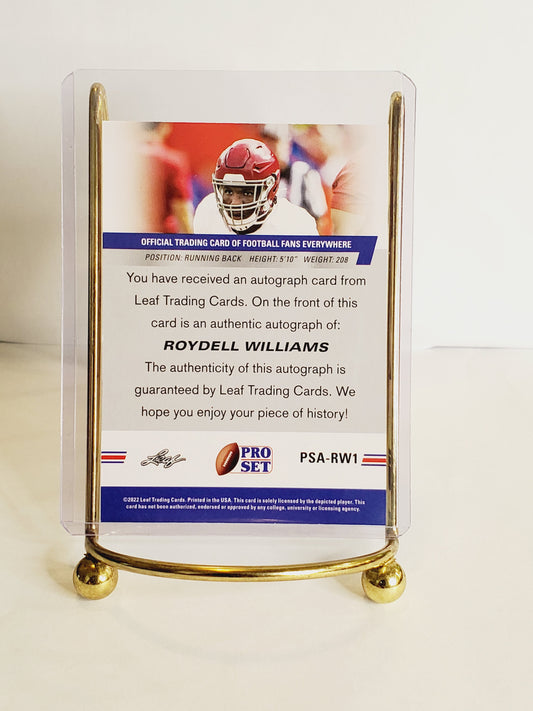 OFFICIAL TRADING CARD OF FOOTBALL FANS EVERYWHERE
POSITION: RUNNING BACK HEIGHT: 5'10" WEIGHT: 208
You have received an autograph card from
Leaf Trading Cards. On the front of this
card is an authentic autograph of:
ROYDELL WILLIAMS
The authenticity of this autograph is
guaranteed by Leaf Trading Cards. We
hope you enjoy your piece of history!
Leaf
PRO
SET
PSA-RW1
©2022 Leaf Trading Cards. Printed in the USA. This card is solely licensed by the depicted player. This
card has not been authorized, endorsed or approved by any college, university or licensing agency.